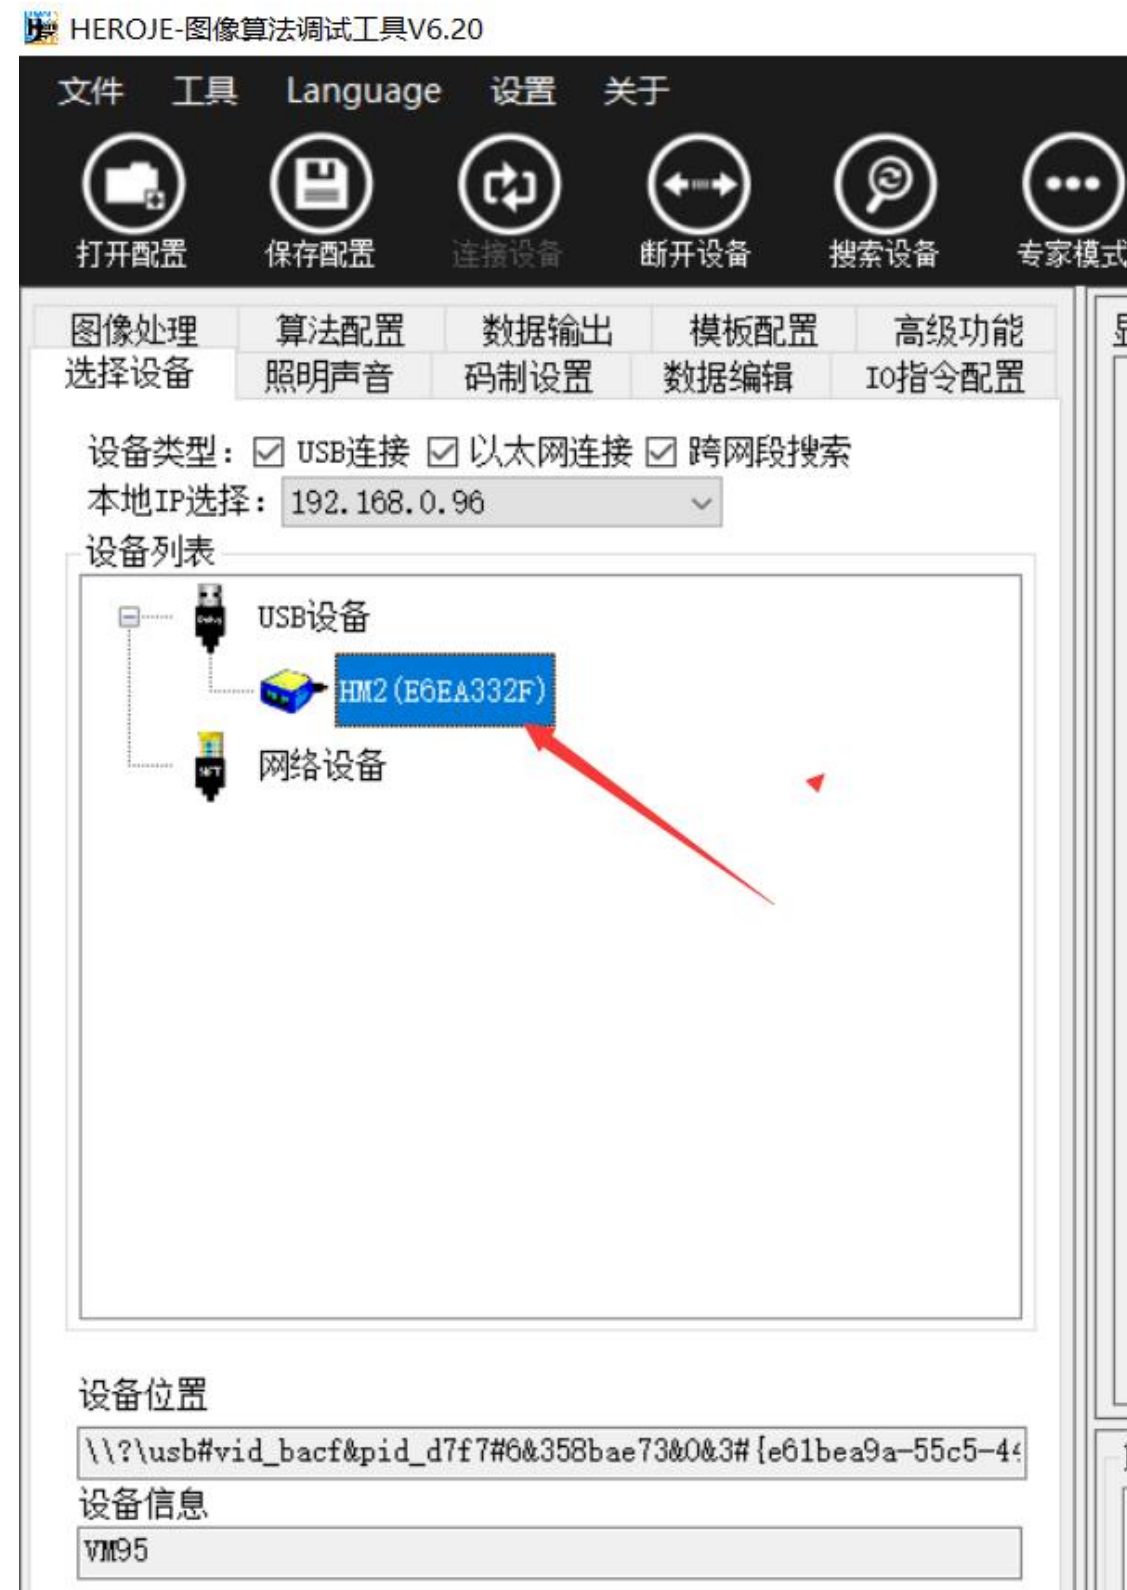 HEROJE-图像算法调试工具V6.20
文件 工具 Language 设置 关于
打开配置 保存配置 连接设备 断开设备 搜索设备 专家模式
图像处理 算法配置 数据输出 模板配置 高级功能
选择设备 照明声音 码制设置 数据编辑 IO指令配置
设备类型: USB连接 以太网连接 跨网段搜索
本地IP选择: 192.168.0.96
设备列表
USB设备
HM2(E6EA332F)
网络设备
设备位置
\\?\usb#vid_bacf&pid_d7f7#6&358bae73&0&3#{e61bea9a-55c5-4
设备信息
VM95